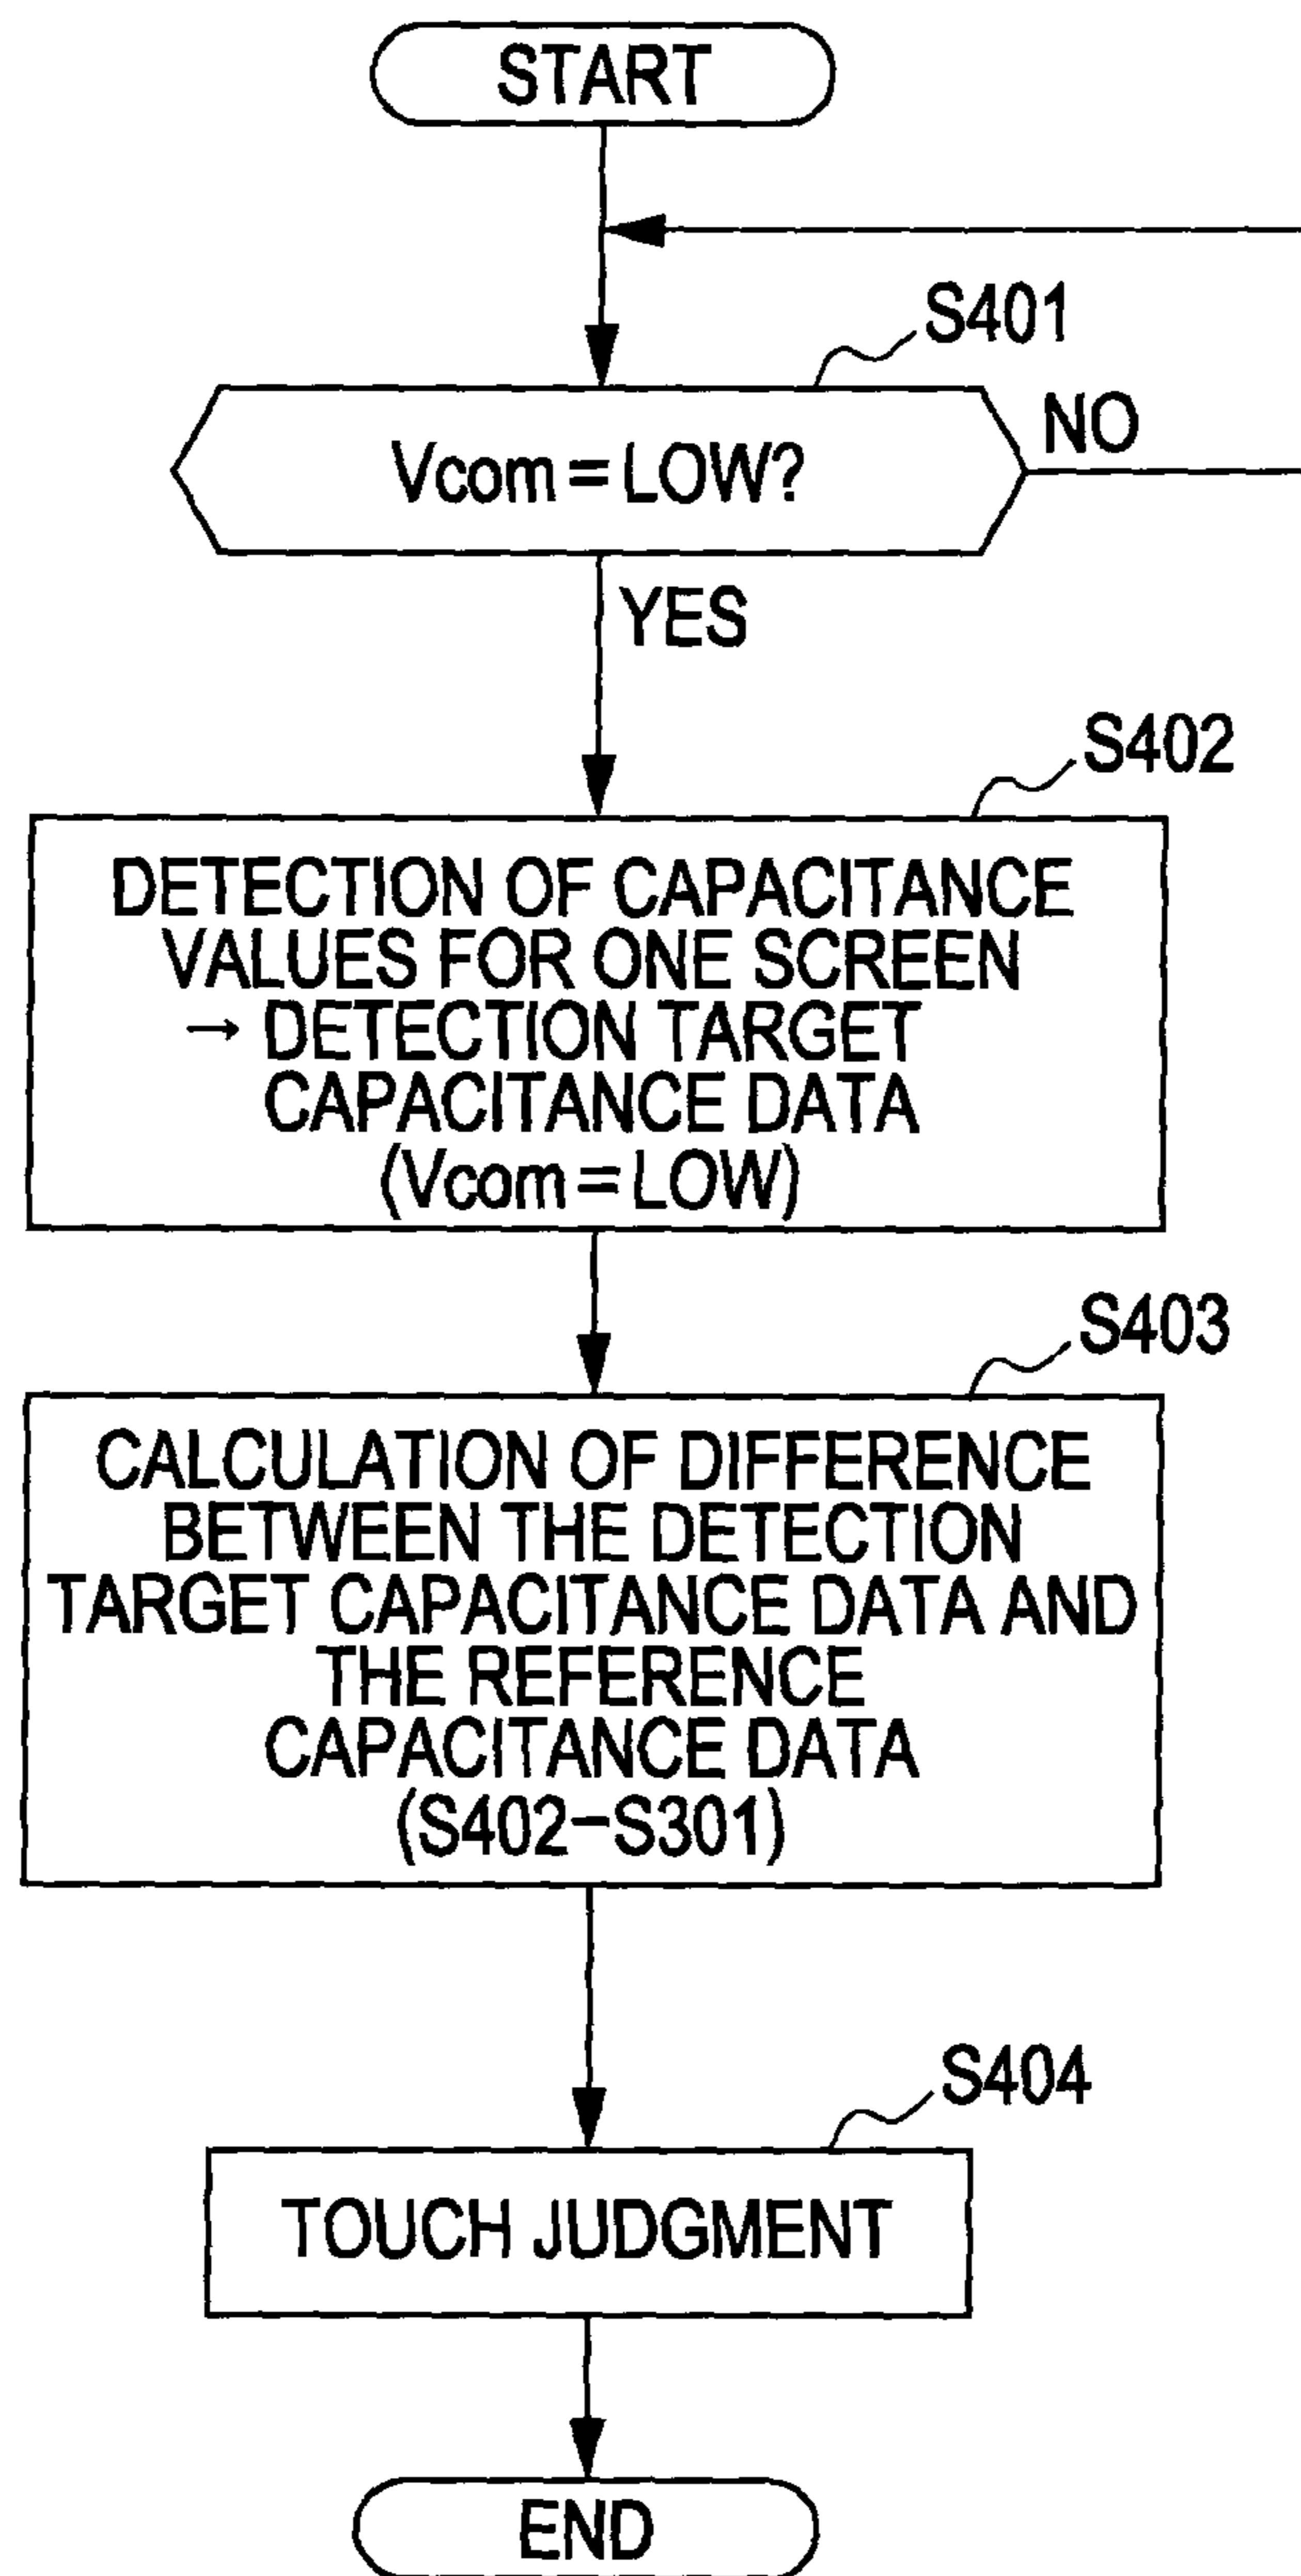 START
S401
Vcom=LOW?
NO
YES
S402
DETECTION OF CAPACITANCE
VALUES FOR ONE SCREEN
→ DETECTION TARGET
CAPACITANCE DATA
(Vcom=LOW)
S403
CALCULATION OF DIFFERENCE
BETWEEN THE DETECTION
TARGET CAPACITANCE DATA AND
THE REFERENCE
CAPACITANCE DATA
(S402-S301)
S404
TOUCH JUDGMENT
END